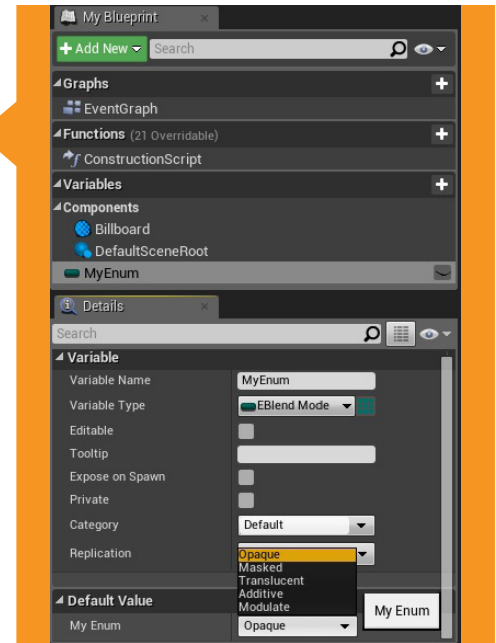 My Blueprint
Add New Search
Graphs
EventGraph
Functions (21 Overridable)
ConstructionScript
Variables
Components
Billboard
DefaultSceneRoot
MyEnum
Details
Search
Variable
Variable Name MyEnum
Variable Type EBlend Mode
Editable
Tooltip
Expose on Spawn
Private
Category Default
Replication
Opaque
Masked
Translucent
Additive
Modulate
Default Value
My Enum
My Enum Opaque